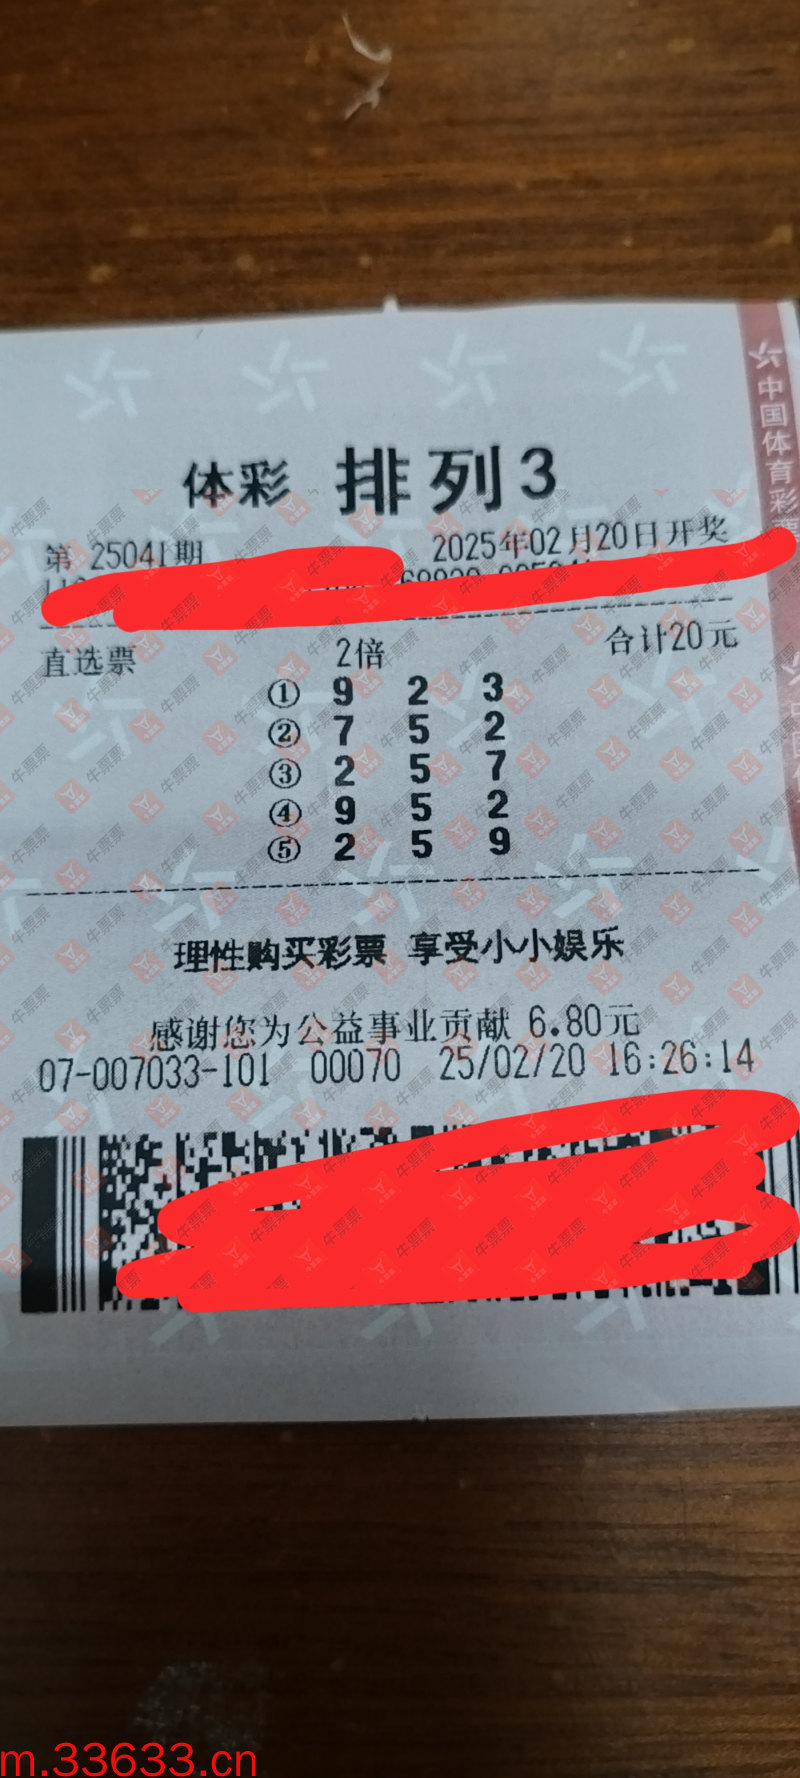 体彩 排列3
第 25041期 2025年02月20日开奖
直选票 2倍 合计20元
① 9 2 3
② 7 5 2
③ 2 5 7
④ 9 5 2
⑤ 2 5 9
理性购买彩票 享受小小娱乐
感谢您为公益事业贡献 6.80元
07-007033-101 00070 25/02/20 16:26:14
中国体育彩票
牛票票
m.33633.cn